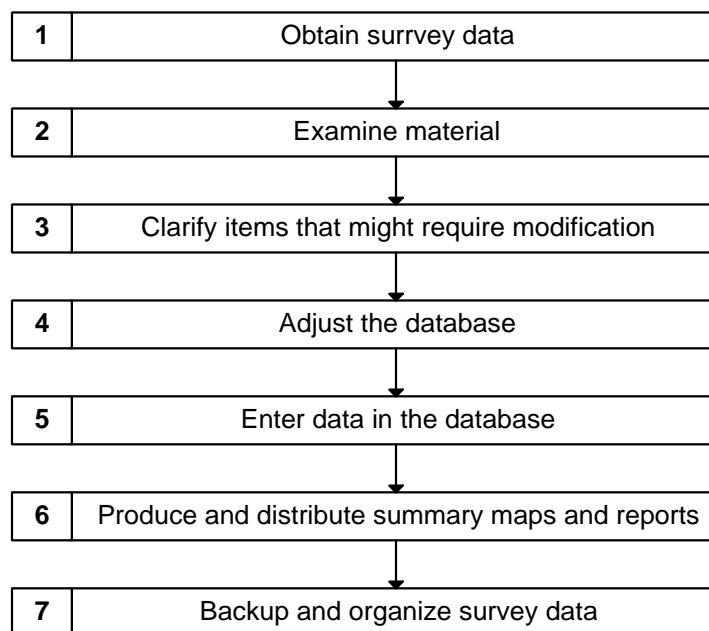 1 Obtain surrvey data
2 Examine material
3 Clarify items that might require modification
4 Adjust the database
5 Enter data in the database
6 Produce and distribute summary maps and reports
7 Backup and organize survey data